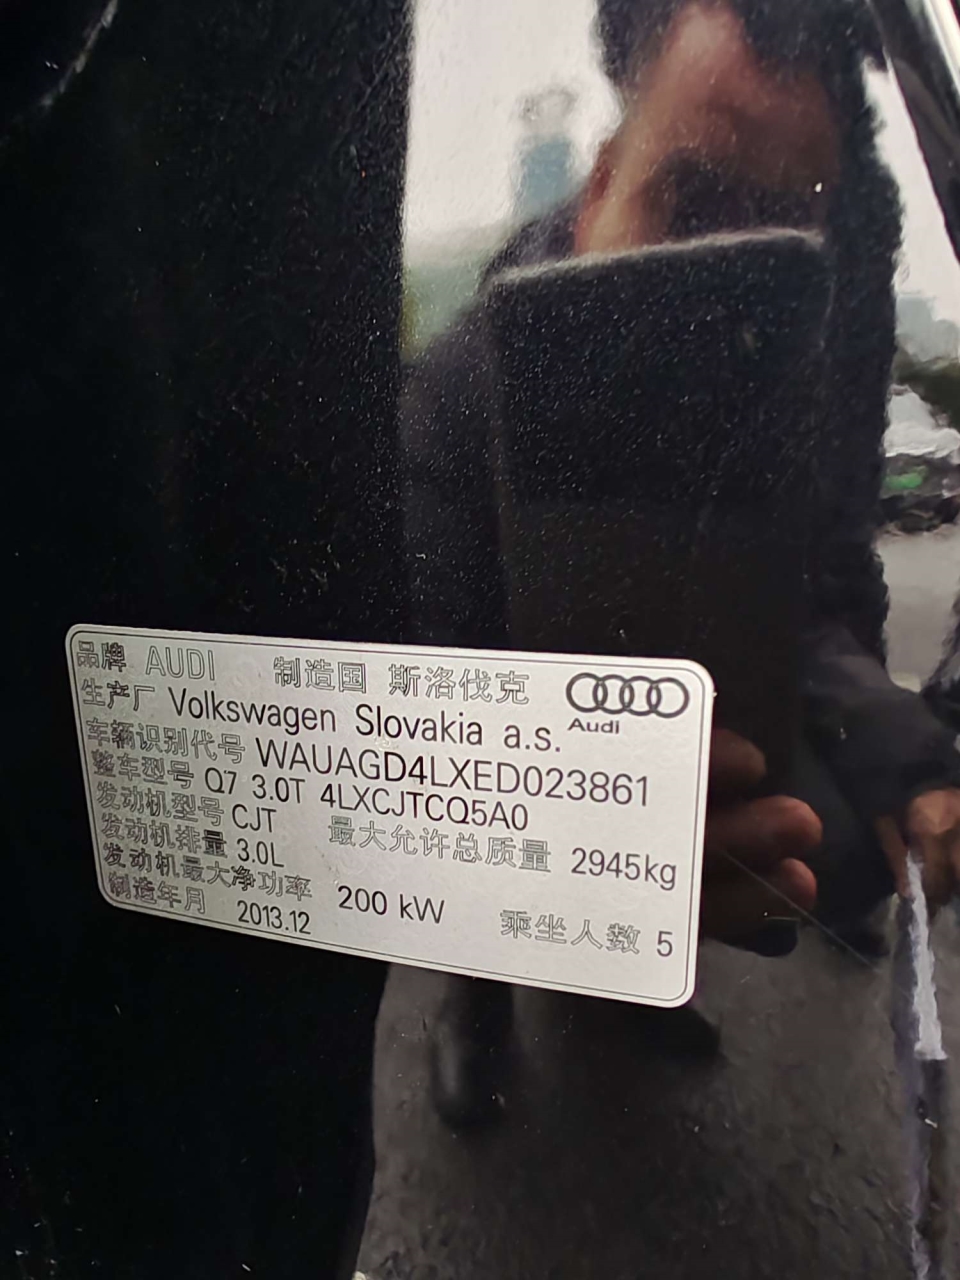 品牌 AUDI 制造国 斯洛伐克
生产厂 Volkswagen Slovakia a.s.
Audi
车辆识别代号 WAUAGD4LXED023861
整车型号 Q7 3.0T 4LXCJTCQ5A0
发动机型号 CJT 最大允许总质量 2945kg
发动机排量 3.0L
发动机最大净功率 200 kW 乘坐人数 5
制造年月 2013.12